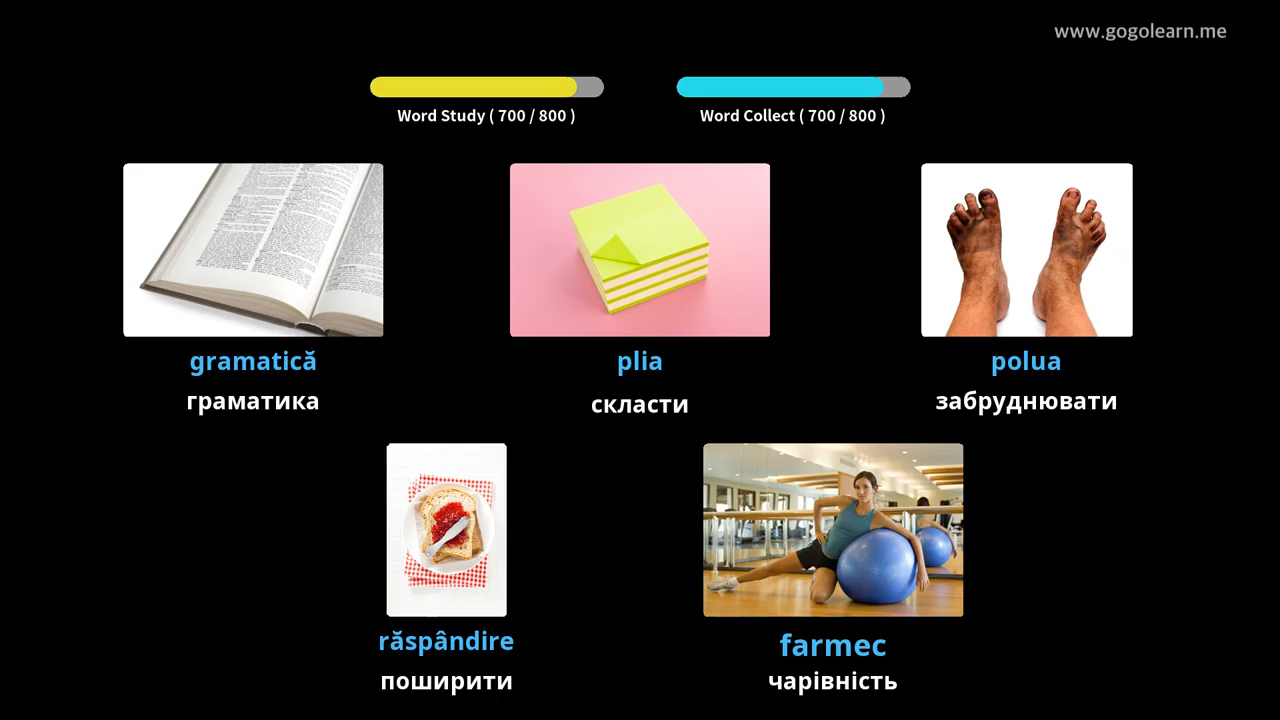 www.gogolearn.me
Word Study ( 700 / 800 )
Word Collect ( 700 / 800 )
gramatică
plia
polua
граматика
скласти
забруднювати
răspândire
farmec
поширити
чарівність